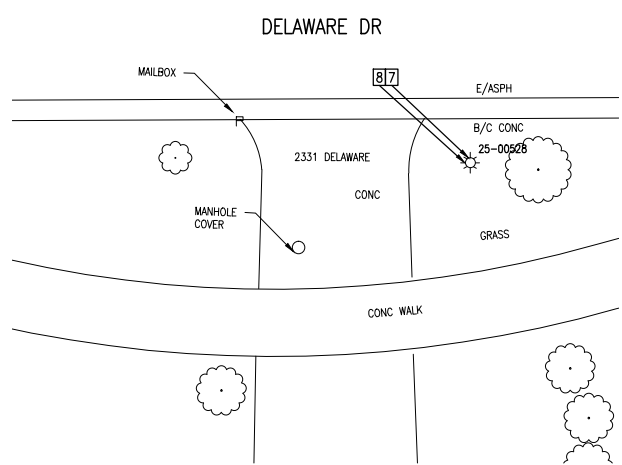 DELAWARE DR
MAILBOX
8 7
E/ASPH
B/C CONC
25-00528
2331 DELAWARE
CONC
MANHOLE
COVER
GRASS
CONC WALK